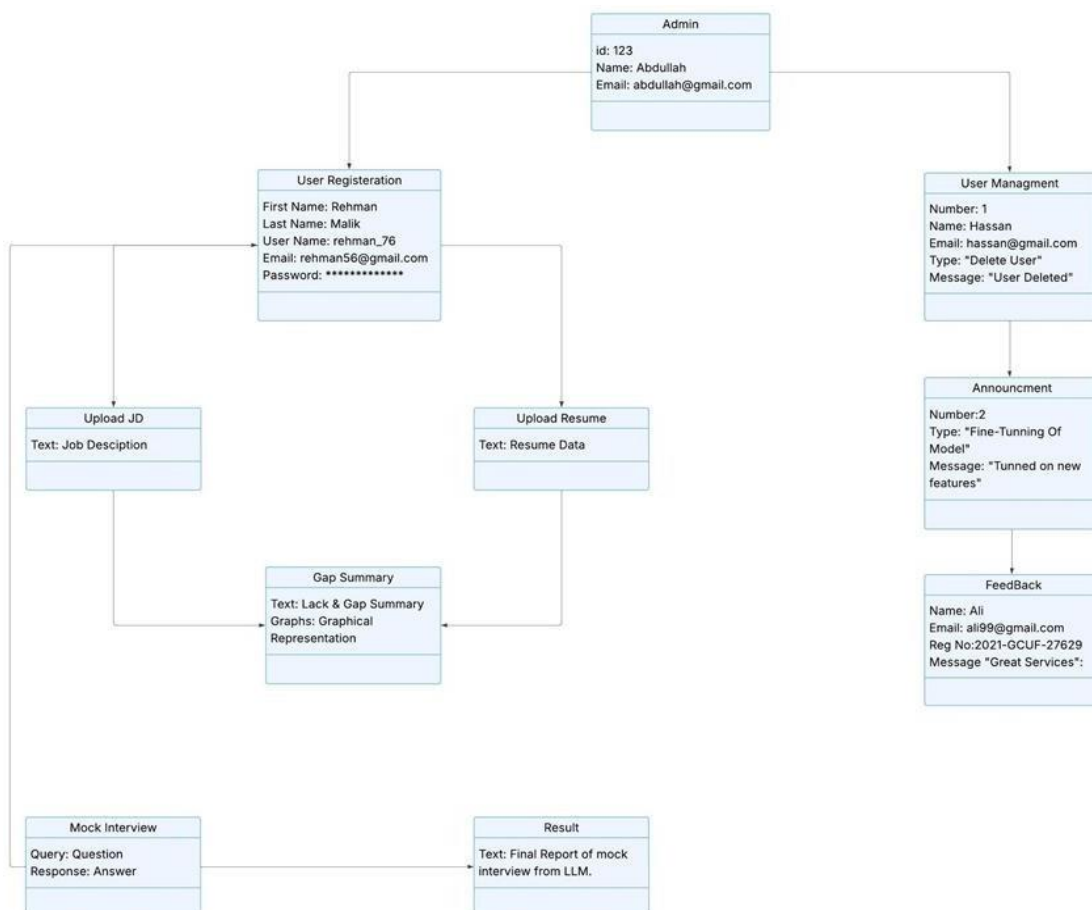 Admin
id: 123
Name: Abdullah
Email: abdullah@gmail.com
User Registeration
First Name: Rehman
Last Name: Malik
User Name: rehman_76
Email: rehman56@gmail.com
Password: *************
User Managment
Number: 1
Name: Hassan
Email: hassan@gmail.com
Type: "Delete User"
Message: "User Deleted"
Upload JD
Text: Job Desciption
Upload Resume
Text: Resume Data
Announcment
Number:2
Type: "Fine-Tunning Of
Model"
Message: "Tunned on new
features"
Gap Summary
Text: Lack & Gap Summary
Graphs: Graphical
Representation
FeedBack
Name: Ali
Email: ali99@gmail.com
Reg No:2021-GCUF-27629
Message "Great Services":
Mock Interview
Query: Question
Response: Answer
Result
Text: Final Report of mock
interview from LLM.